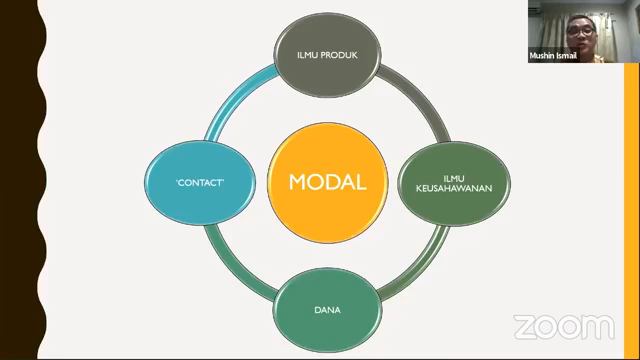 ILMU PRODUK
'CONTACT'
MODAL
ILMU
KEUSAHAWANAN
DANA
Mushin Ismail
zoom